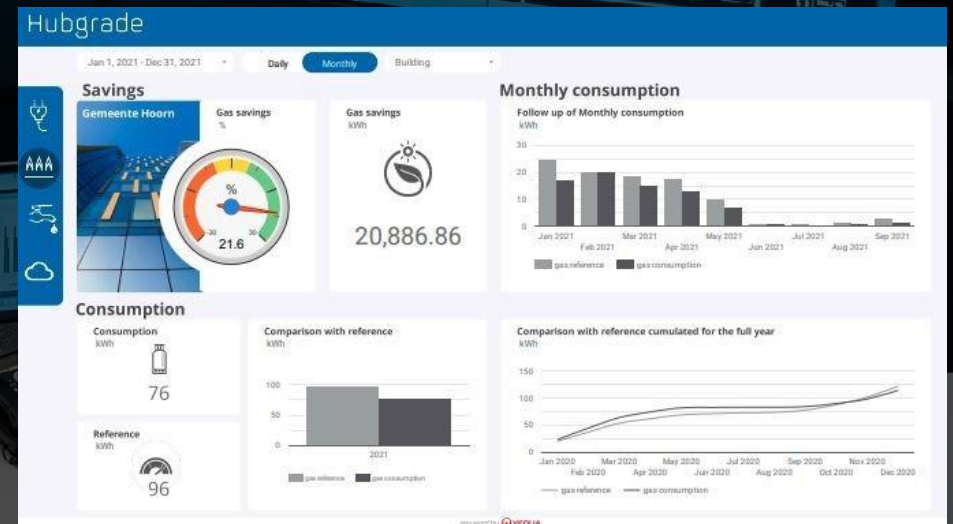 Hubgrade
Jan 1, 2021 - Dec 31, 2021
Daily
Monthly
Building
Savings
Gemeente Hoorn
Gas savings
%
%
-30
30
21.6
Gas savings
kWh
20,886.86
Monthly consumption
Follow up of Monthly consumption
kWh
30
20
10
0
Jan 2021
Feb 2021
Mar 2021
Apr 2021
May 2021
Jun 2021
Jul 2021
Aug 2021
Sep 2021
gas reference
gas consumption
Consumption
Consumption
kWh
76
Reference
kWh
96
Comparison with reference
kWh
100
50
0
2021
gas reference
gas consumption
Comparison with reference cumulated for the full year
kWh
150
100
50
0
Jan 2020
Feb 2020
Mar 2020
Apr 2020
May 2020
Jun 2020
Jul 2020
Aug 2020
Sep 2020
Oct 2020
Nov 2020
Dec 2020
gas reference
gas consumption
VEOLIA